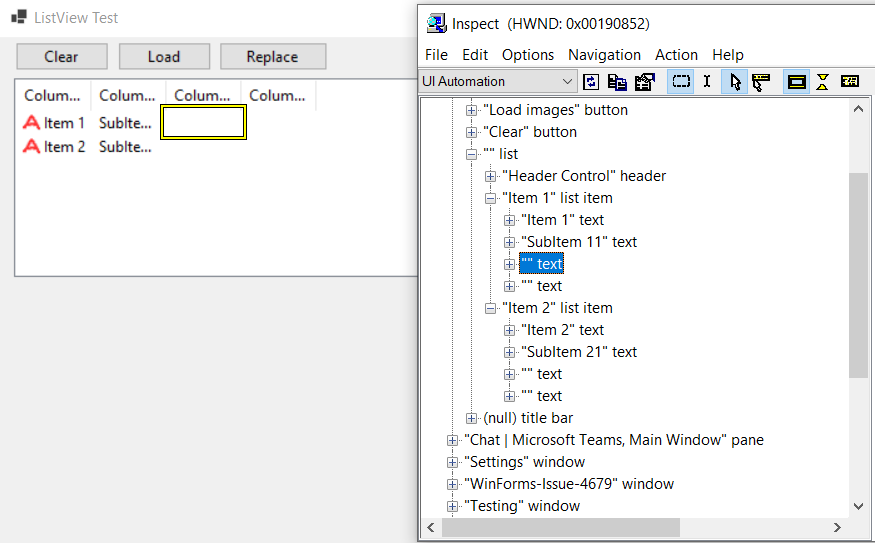 ListView Test
Clear
Load
Replace
Colum...
Colum...
Colum...
Colum...
Item 1
SubIte...
Item 2
SubIte...
Inspect (HWND: 0x00190852)
File Edit Options Navigation Action Help
UI Automation
"Load images" button
"Clear" button
"" list
"Header Control" header
"Item 1" list item
"Item 1" text
"SubItem 11" text
"" text
"" text
"Item 2" list item
"Item 2" text
"SubItem 21" text
"" text
"" text
(null) title bar
"Chat | Microsoft Teams, Main Window" pane
"Settings" window
"WinForms-Issue-4679" window
"Testing" window